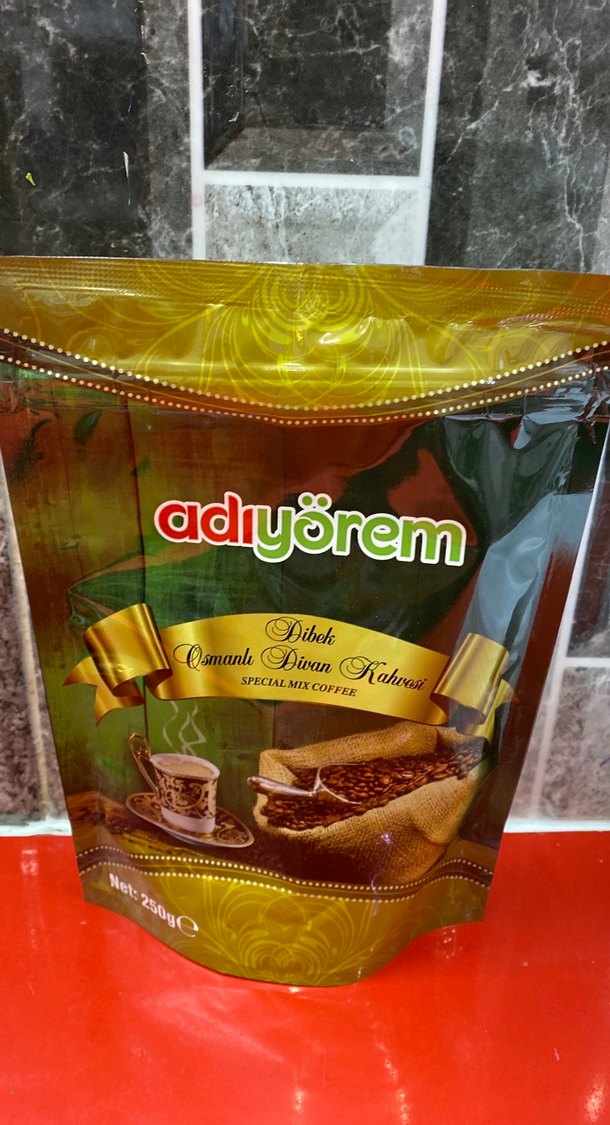 adıyörem
Dibek
Osmanlı Divan Kahvesi
SPECIAL MIX COFFEE
Net: 250g℮